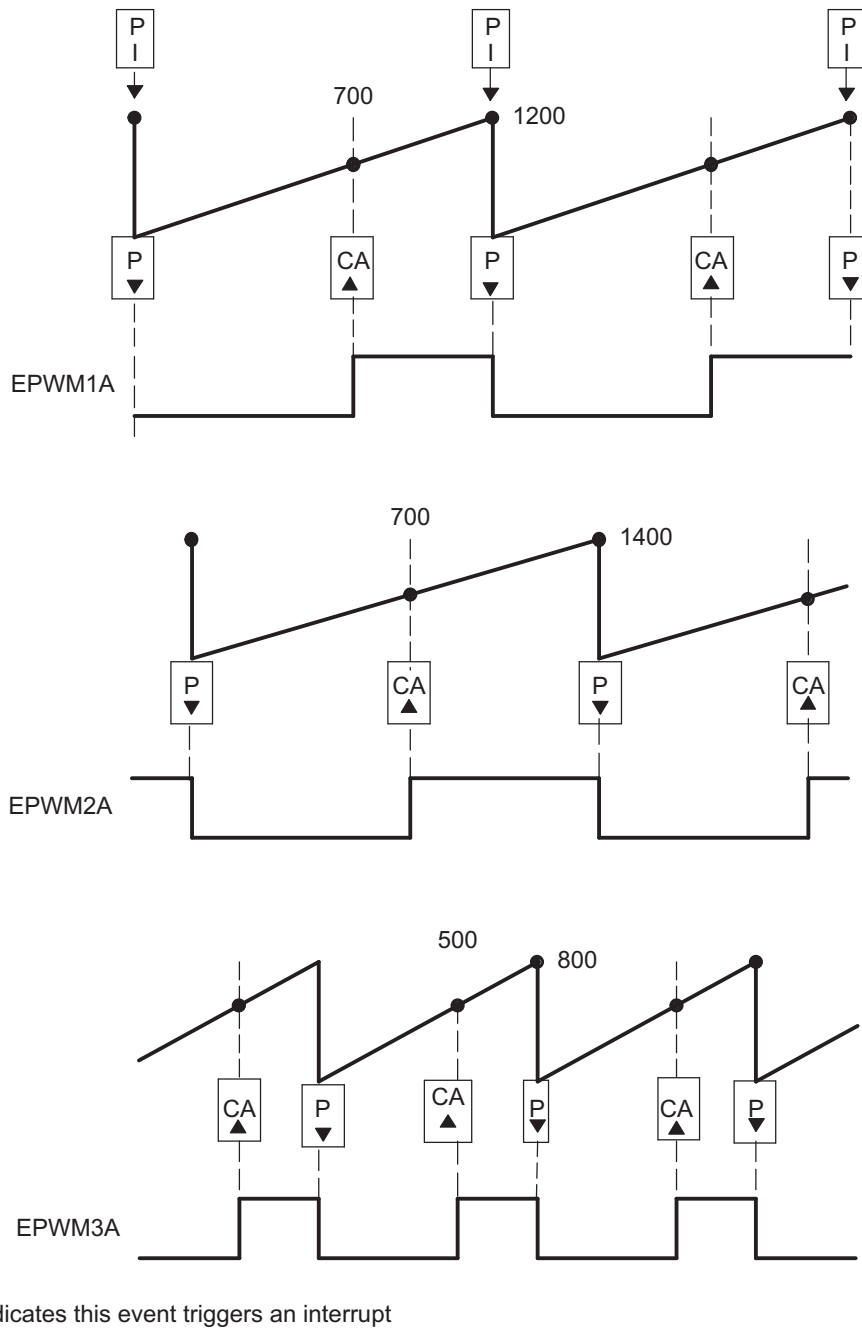 P P P
I I I
700
1200
P CA P CA P
EPWM1A
700
1400
P CA P CA
EPWM2A
500
800
CA P CA P CA P
EPWM3A
dicates this event triggers an interrupt